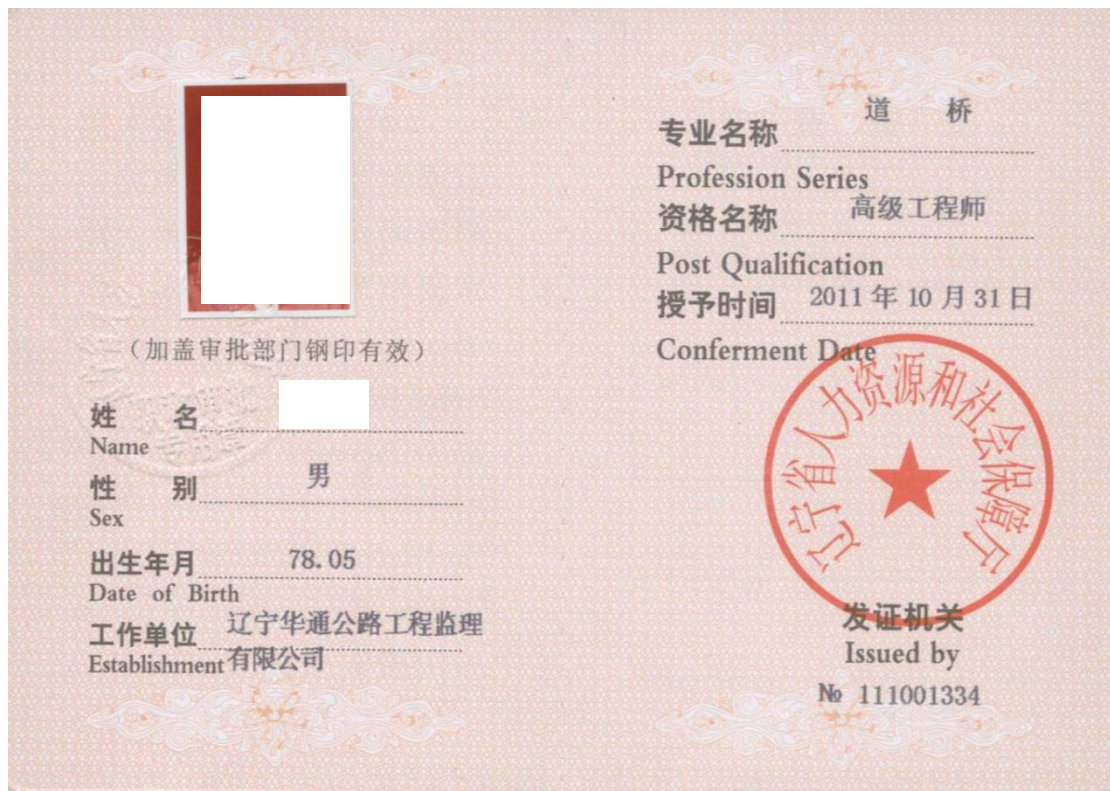 （加盖审批部门钢印有效）
姓 名
Name
性 别 男
Sex
出生年月 78.05
Date of Birth
工作单位 辽宁华通公路工程监理
Establishment 有限公司
专业名称 道 桥
Profession Series
资格名称 高级工程师
Post Qualification
授予时间 2011 年 10 月 31 日
Conferment Date
辽宁省人力资源和社会保障厅
发证机关
Issued by
№ 111001334